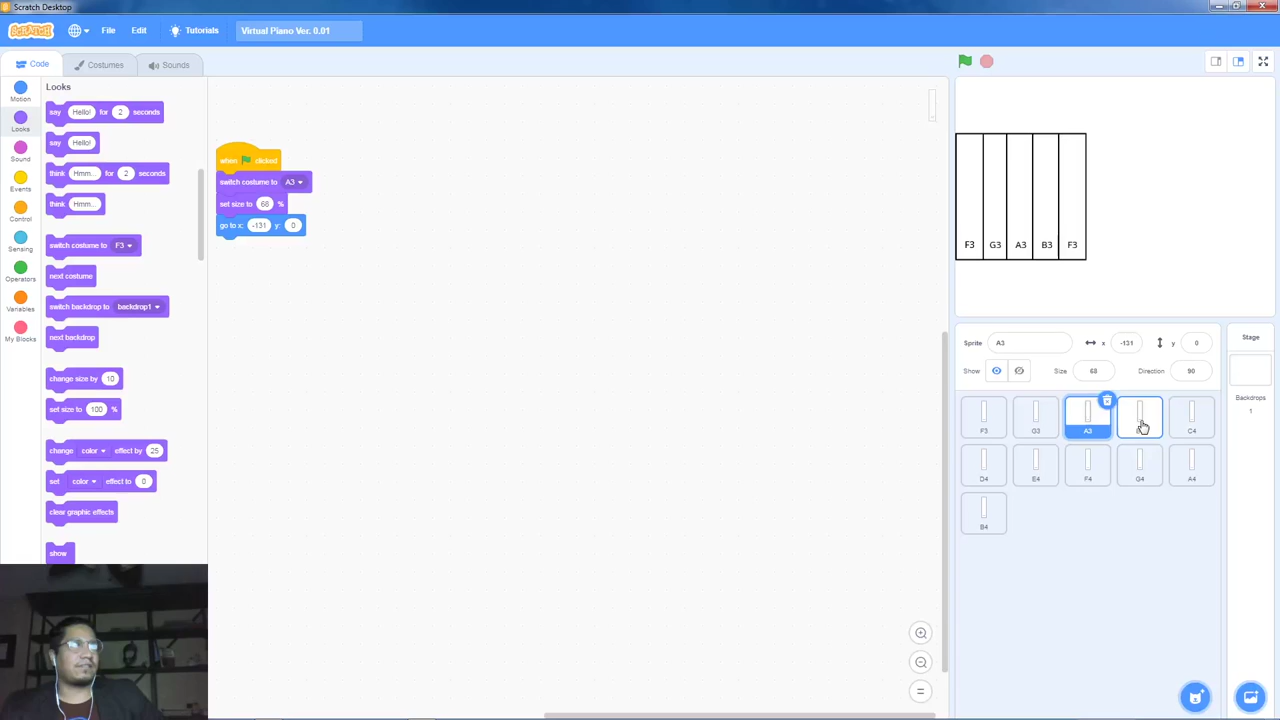 Scratch Desktop
SCRATCH File Edit Tutorials Virtual Piano Ver. 0.01
Code Costumes Sounds
Motion
Looks
Sound
Events
Control
Sensing
Operators
Variables
My Blocks
Looks
say Hello! for 2 seconds
say Hello!
think Hmm... for 2 seconds
think Hmm...
switch costume to F3
next costume
switch backdrop to backdrop1
next backdrop
change size by 10
set size to 100 %
change color effect by 25
set color effect to 0
clear graphic effects
show
when clicked
switch costume to A3
set size to 68 %
go to x: -131 y: 0
F3 G3 A3 B3 F3
Sprite A3 x -131 y 0
Show Size 68 Direction 90
F3 G3 A3 C4
D4 E4 F4 G4 A4
B4
Stage
Backdrops
1